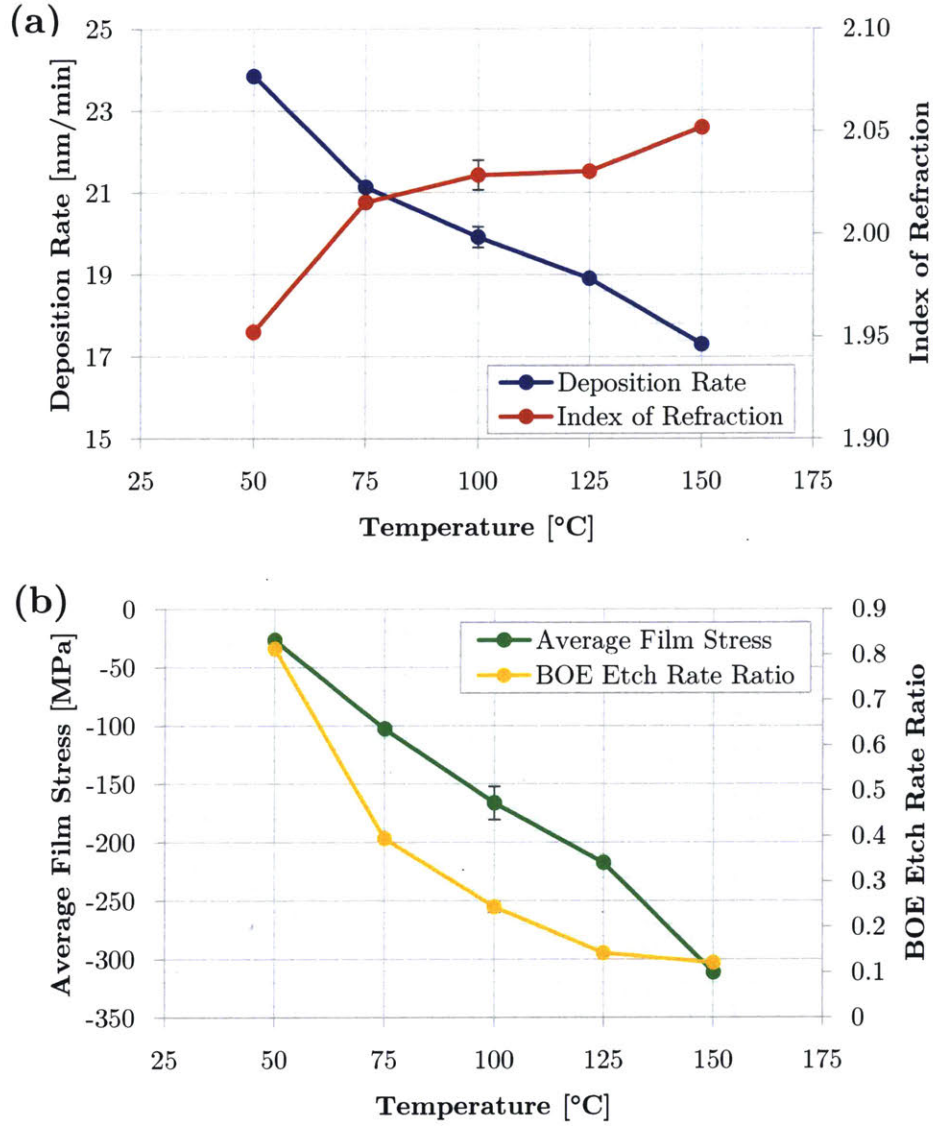 (a)
25
23
21
19
17
15
Deposition Rate [nm/min]
2.10
2.05
2.00
1.95
1.90
Index of Refraction
Deposition Rate
Index of Refraction
25 50 75 100 125 150 175
Temperature [°C]
(b)
0
-50
-100
-150
-200
-250
-300
-350
Average Film Stress [MPa]
0.9
0.8
0.7
0.6
0.5
0.4
0.3
0.2
0.1
0
BOE Etch Rate Ratio
Average Film Stress
BOE Etch Rate Ratio
25 50 75 100 125 150 175
Temperature [°C]